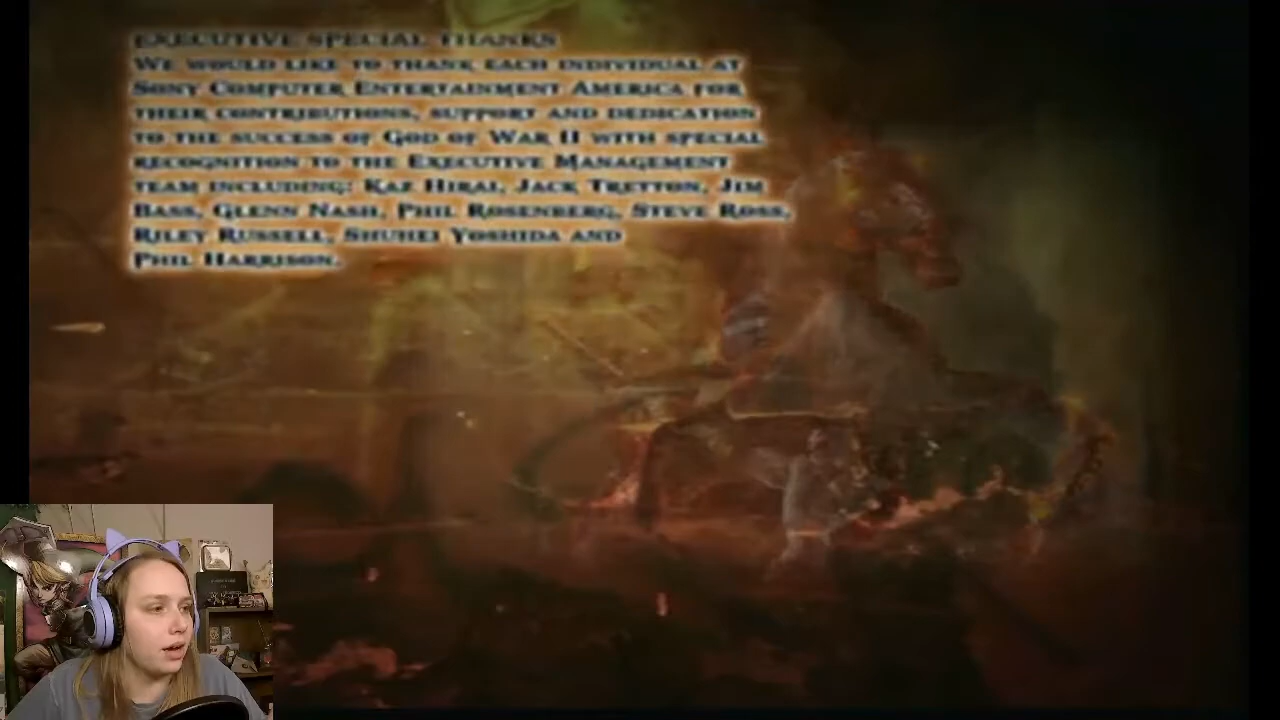 EXECUTIVE SPECIAL THANKS
WE WOULD LIKE TO THANK EACH INDIVIDUAL AT
SONY COMPUTER ENTERTAINMENT AMERICA FOR
THEIR CONTRIBUTIONS, SUPPORT AND DEDICATION
TO THE SUCCESS OF GOD OF WAR II WITH SPECIAL
RECOGNITION TO THE EXECUTIVE MANAGEMENT
TEAM INCLUDING: KAZ HIRAI, JACK TRETTON, JIM
BASS, GLENN NASH, PHIL ROSENBERG, STEVE ROSS,
RILEY RUSSELL, SHUHEI YOSHIDA AND
PHIL HARRISON.